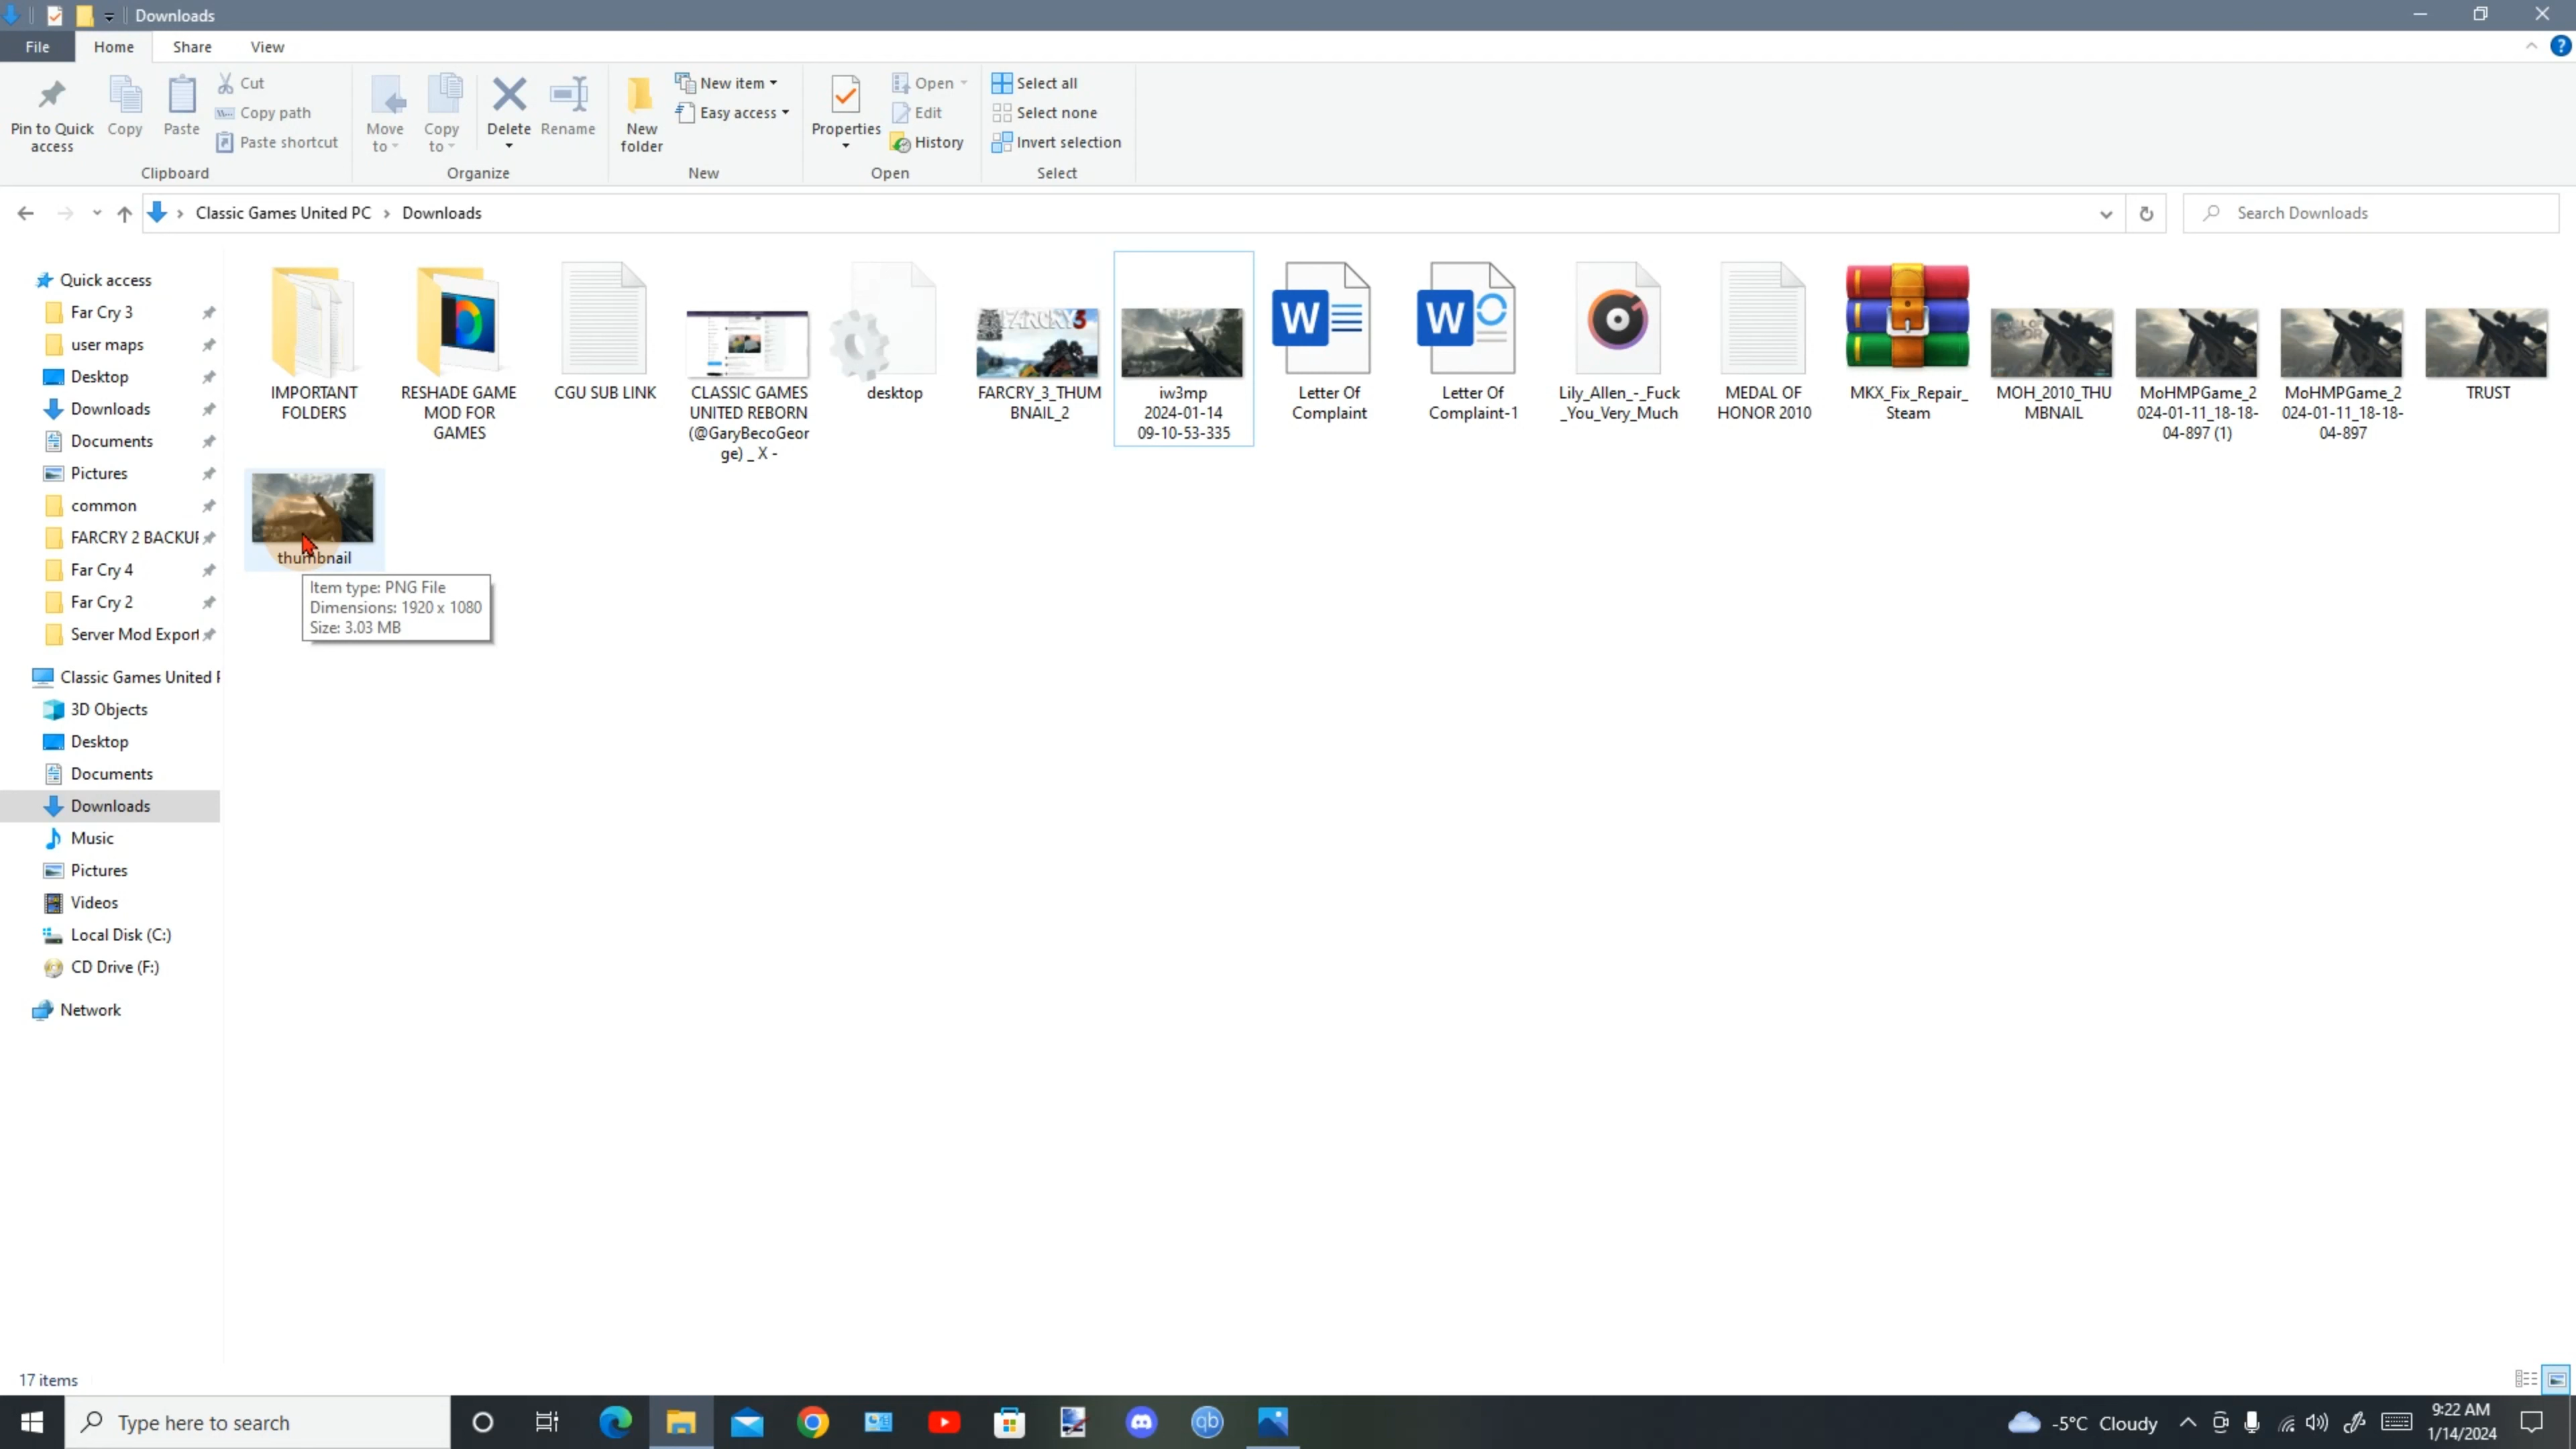 Downloads
File Home Share View
Pin to Quick access
Copy
Paste
Cut
Copy path
Paste shortcut
Clipboard
Move to
Copy to
Delete
Rename
Organize
New folder
New item
Easy access
New
Properties
Open
Edit
History
Open
Select all
Select none
Invert selection
Select
Classic Games United PC > Downloads
Search Downloads
Quick access
Far Cry 3
user maps
Desktop
Downloads
Documents
Pictures
common
FARCRY 2 BACKUP
Far Cry 4
Far Cry 2
Server Mod Export
Classic Games United P
3D Objects
Desktop
Documents
Downloads
Music
Pictures
Videos
Local Disk (C:)
CD Drive (F:)
Network
IMPORTANT
FOLDERS
RESHADE GAME
MOD FOR
GAMES
CGU SUB LINK
CLASSIC GAMES
UNITED REBORN
(@GaryBecoGeor
ge) _ X -
desktop
FARCRY_3_THUM
BNAIL_2
iw3mp
2024-01-14
09-10-53-335
Letter Of
Complaint
Letter Of
Complaint-1
Lily_Allen_-_Fuck
_You_Very_Much
MEDAL OF
HONOR 2010
MKX_Fix_Repair_
Steam
MOH_2010_THU
MBNAIL
MoHMPGame_2
024-01-11_18-18-
04-897 (1)
MoHMPGame_2
024-01-11_18-18-
04-897
TRUST
thumbnail
Item type: PNG File
Dimensions: 1920 x 1080
Size: 3.03 MB
17 items
Type here to search
-5°C Cloudy
9:22 AM
1/14/2024